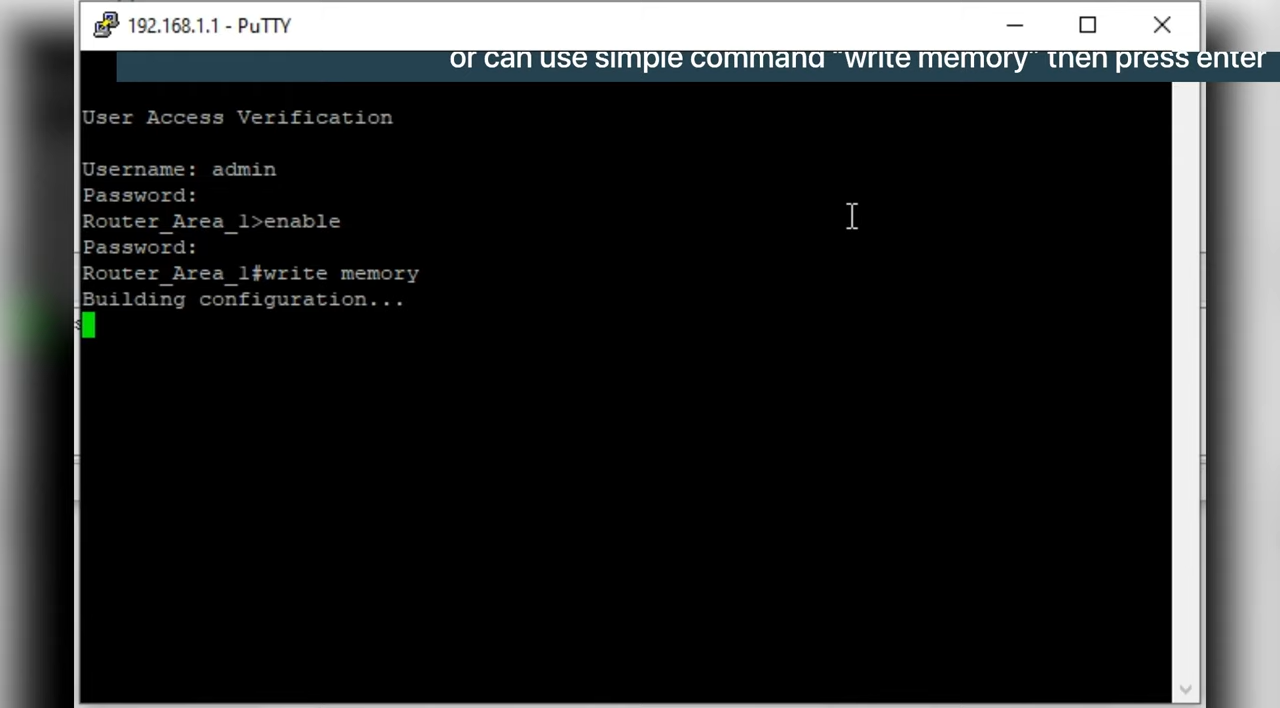 192.168.1.1 - PuTTY
or can use simple command "write memory" then press enter
User Access Verification
Username: admin
Password:
Router_Area_1>enable
Password:
Router_Area_1#write memory
Building configuration...